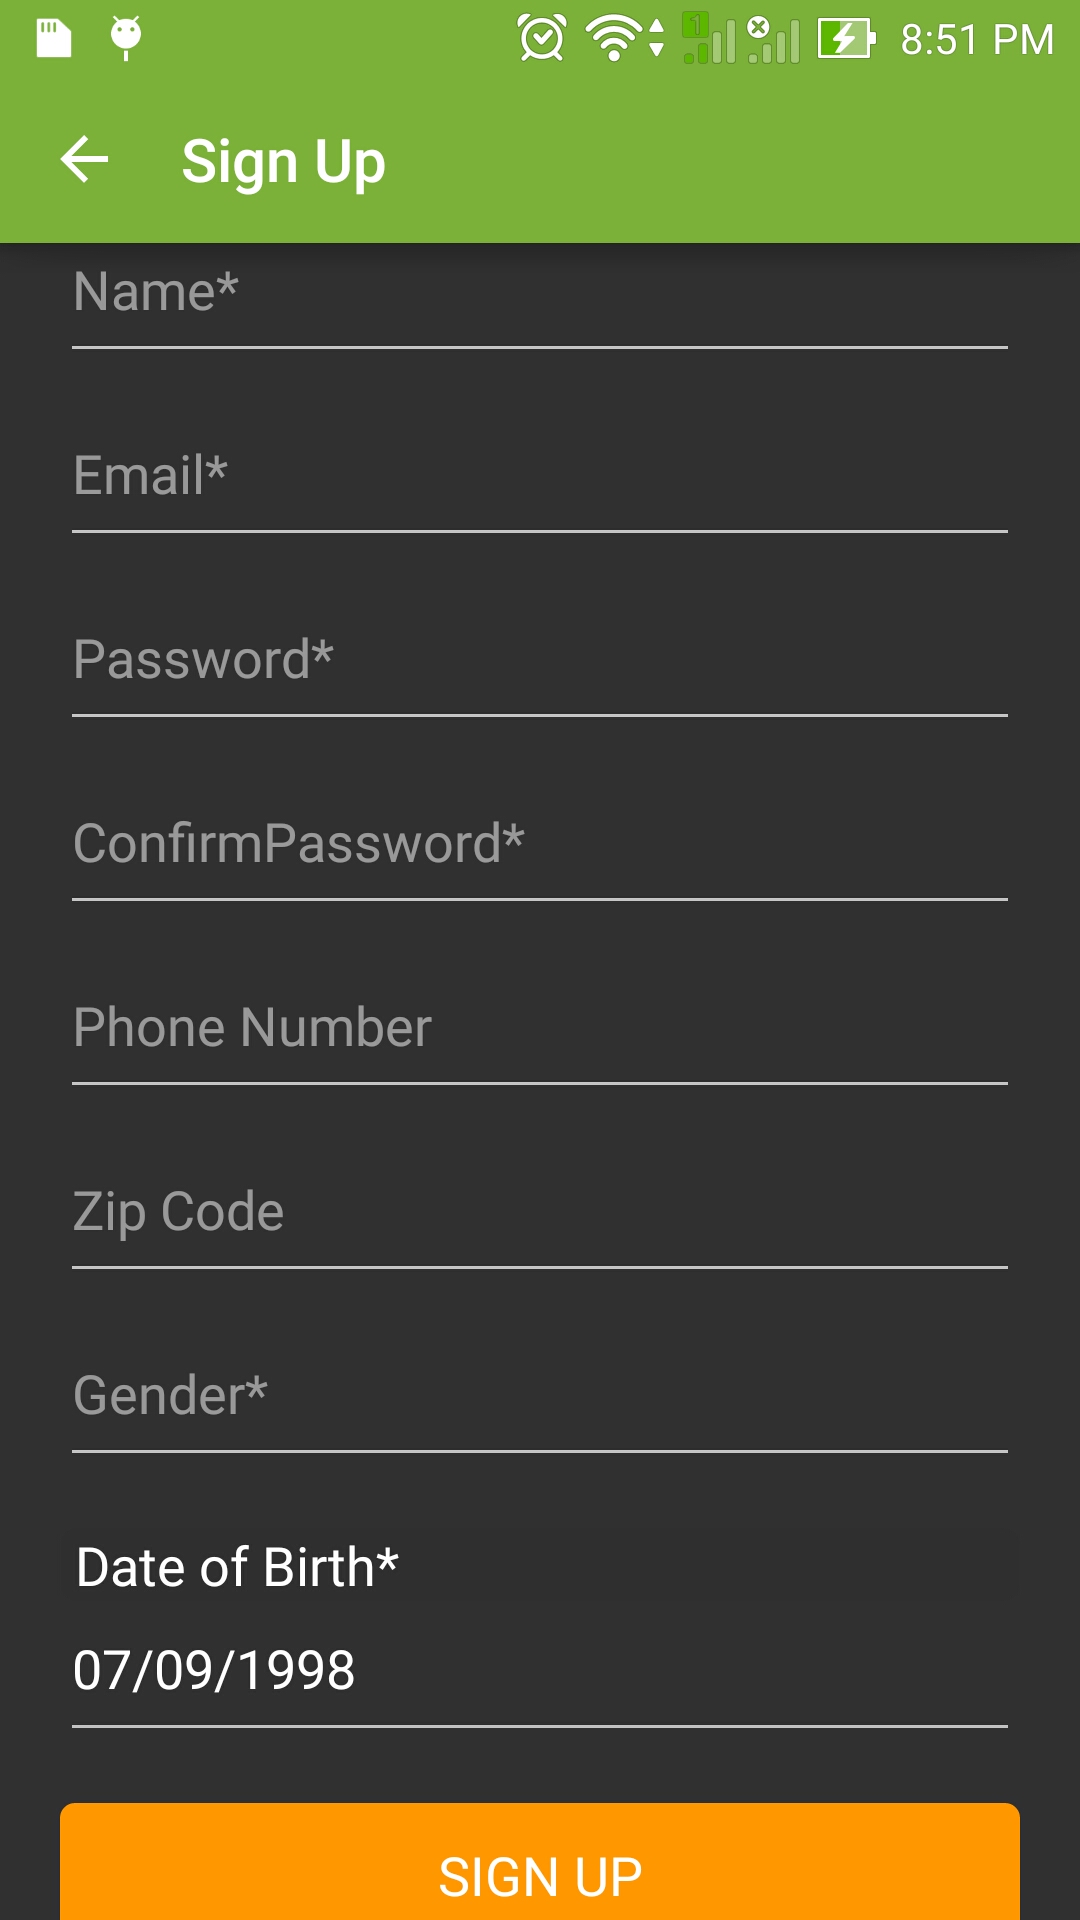 1
8:51 PM
Sign Up
Name*
Email*
Password*
ConfirmPassword*
Phone Number
Zip Code
Gender*
Date of Birth*
07/09/1998
SIGN UP